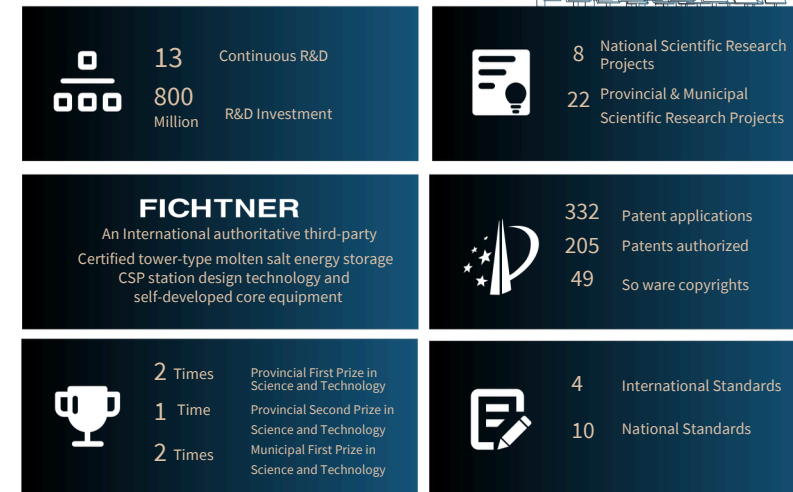 13 Continuous R&D
800
Million R&D Investment
8 National Scientific Research
Projects
22 Provincial & Municipal
Scientific Research Projects
FICHTNER
An International authoritative third-party
Certified tower-type molten salt energy storage
CSP station design technology and
self-developed core equipment
332 Patent applications
205 Patents authorized
49 So ware copyrights
2 Times Provincial First Prize in
Science and Technology
1 Time Provincial Second Prize in
Science and Technology
2 Times Municipal First Prize in
Science and Technology
4 International Standards
10 National Standards